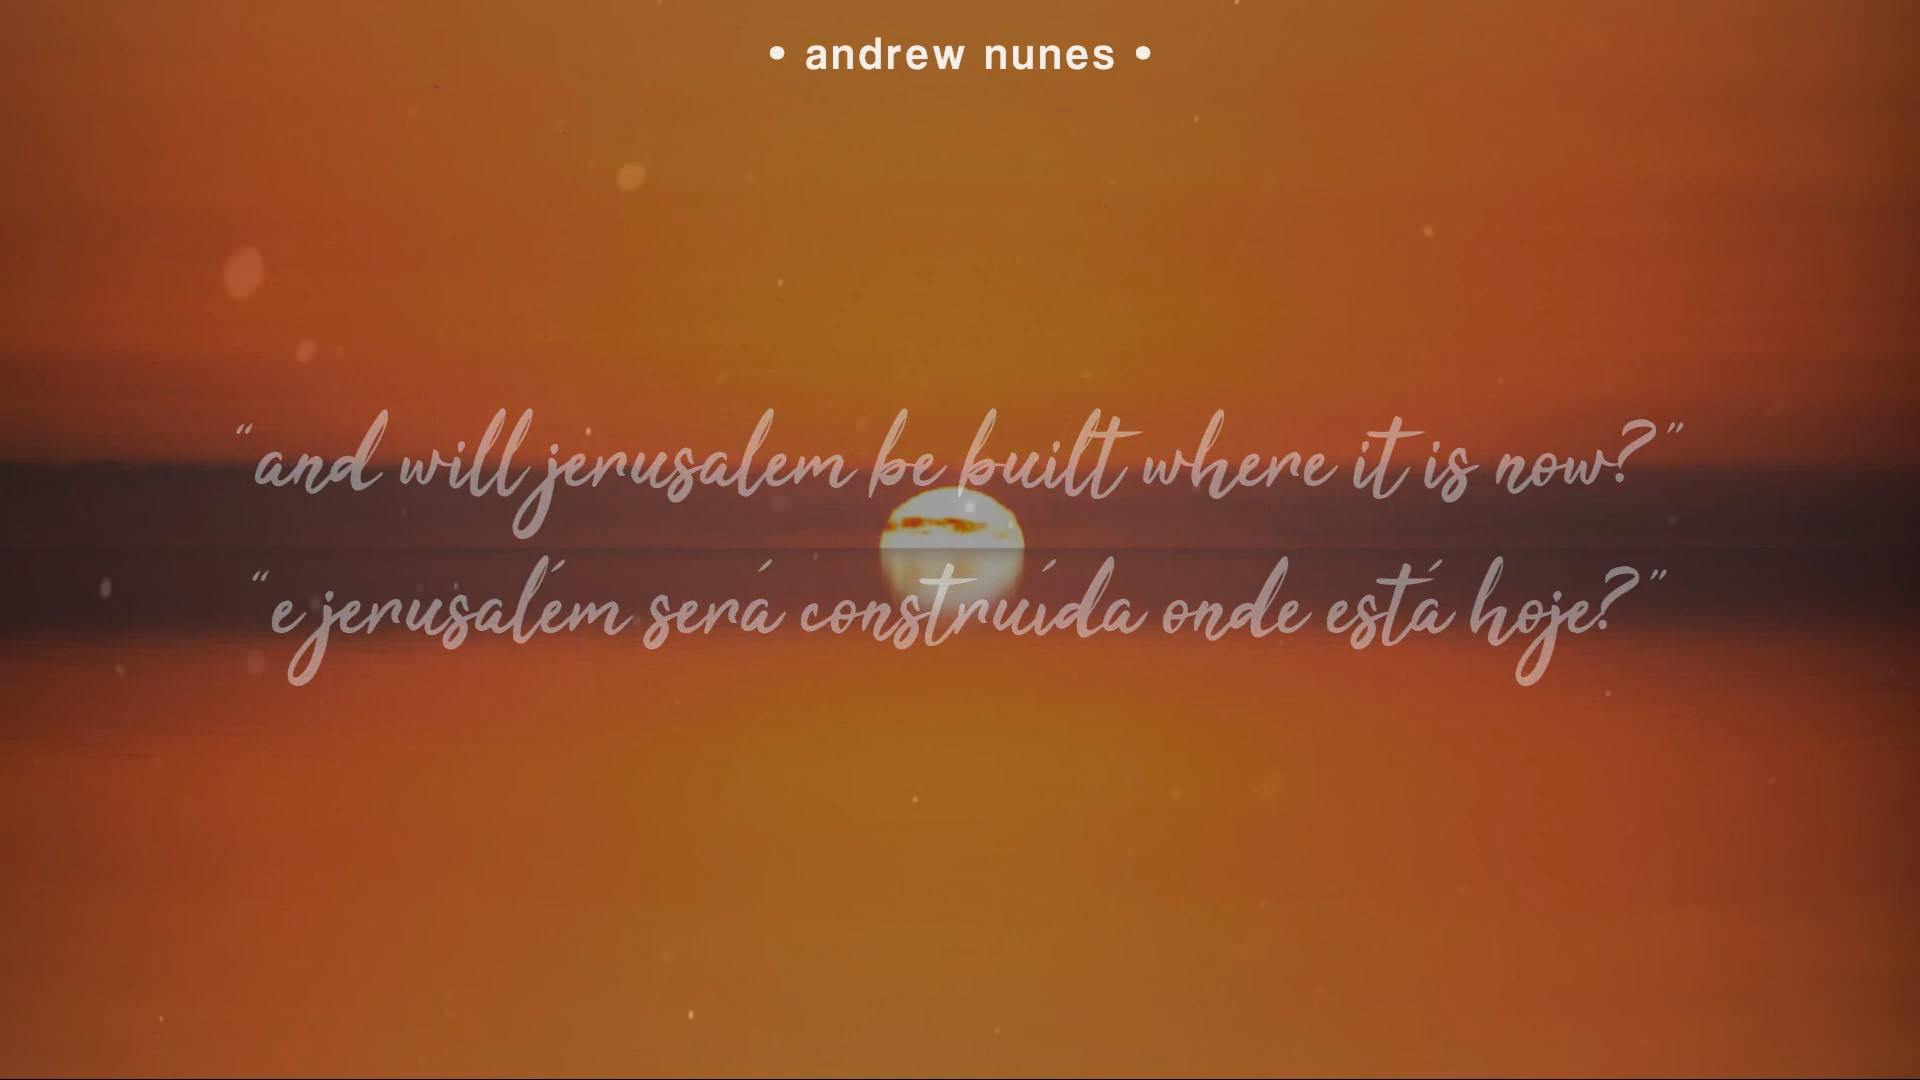 • andrew nunes •
“and will jerusalem be built where it is now?”
“e jerusalém será construída onde está hoje?”